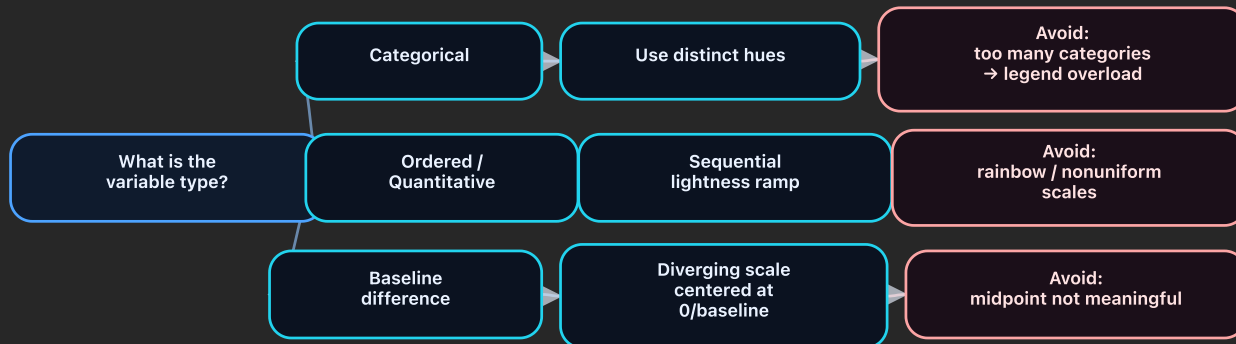 Categorical
Use distinct hues
Avoid:
too many categories
→ legend overload
What is the
variable type?
Ordered /
Quantitative
Sequential
lightness ramp
Avoid:
rainbow / nonuniform
scales
Baseline
difference
Diverging scale
centered at
0/baseline
Avoid:
midpoint not meaningful